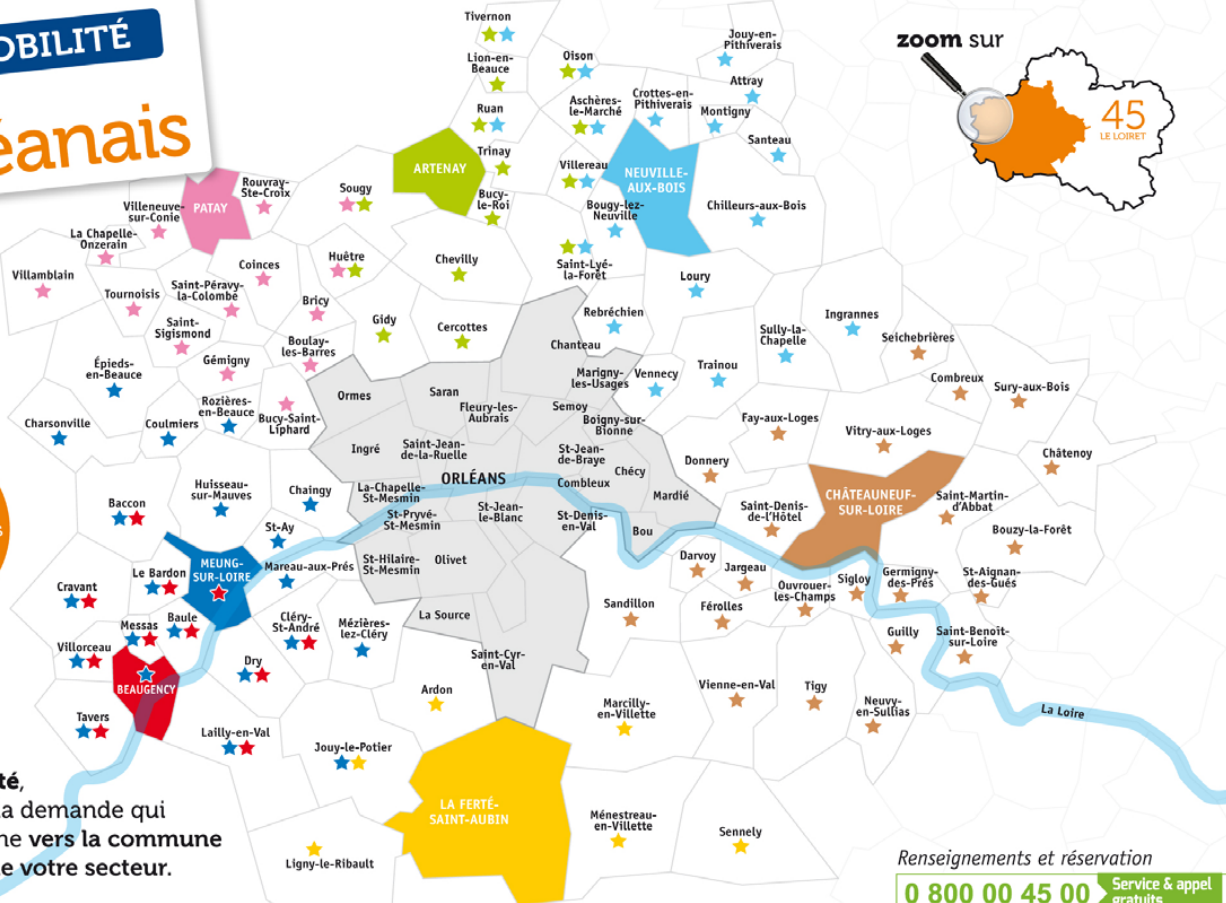 OBILITÉ
éanais
zoom sur
45
LE LOIRET
Tivernon
Lion-en-
Beauce
Ruan
Trinay
Bucy-
le-Roi
Oison
Aschères-
le-Marché
Villereau
Bougy-lez-
Neuville
Saint-Lyé-
la-Forêt
Jouy-en-
Pithiverais
Attray
Crottes-en-
Pithiverais
Montigny
Santeau
NEUVILLE-
AUX-BOIS
Chilleurs-aux-Bois
Loury
Rebréchien
Vennecy
Trainou
Sully-la-
Chapelle
Ingrannes
ARTENAY
Sougy
Huêtre
Chevilly
Gidy
Cercottes
PATAY
Rouvray-
Ste-Croix
Villeneuve-
sur-Conie
La Chapelle-
Onzerain
Villamblain
Tournoisis
Coinces
Saint-Péravy-
la-Colombe
Bricy
Saint-
Sigismond
Gémigny
Boulay-
les-Barres
Bucy-Saint-
Liphard
Épieds-
en-Beauce
Rozières-
en-Beauce
Charsonville
Coulmiers
Huisseau-
sur-Mauves
Chaingy
Baccon
St-Ay
MEUNG-
SUR-LOIRE
Mareau-aux-Prés
Le Bardon
Cravant
Messas
Baule
Cléry-
St-André
Mézières-
lez-Cléry
Villorceau
Dry
BEAUGENCY
Tavers
Lailly-en-Val
Jouy-le-Potier
Chanteau
Marigny-
les-Usages
Ormes
Saran
Fleury-les-
Aubrais
Semoy
Boigny-sur-
Bionne
Ingré
Saint-Jean-
de-la-Ruelle
St-Jean-
de-Braye
Chécy
ORLÉANS
Combleux
Mardié
La-Chapelle-
St-Mesmin
St-Pryvé-
St-Mesmin
St-Jean-
le-Blanc
St-Denis-
en-Val
Bou
St-Hilaire-
St-Mesmin
Olivet
La Source
Saint-Cyr-
en-Val
Seichebrières
Combreux
Sury-aux-Bois
Fay-aux-Loges
Vitry-aux-Loges
Châtenoy
Donnery
CHÂTEAUNEUF-
SUR-LOIRE
Saint-Martin-
d'Abbat
Saint-Denis-
de-l'Hôtel
Bouzy-la-Forêt
Darvoy
Jargeau
Ouvrouer-
les-Champs
Sigloy
Germigny-
des-Prés
St-Aignan-
des-Gués
Sandillon
Férolles
Guilly
Saint-Benoît-
sur-Loire
Vienne-en-Val
Tigy
Neuvy-
en-Sullias
La Loire
Ardon
Marcilly-
en-Villette
LA FERTÉ-
SAINT-AUBIN
Ménestreau-
en-Villette
Sennely
Ligny-le-Ribault
té,
la demande qui
ne vers la commune
e votre secteur.
Renseignements et réservation
0 800 00 45 00
Service & appel
gratuits